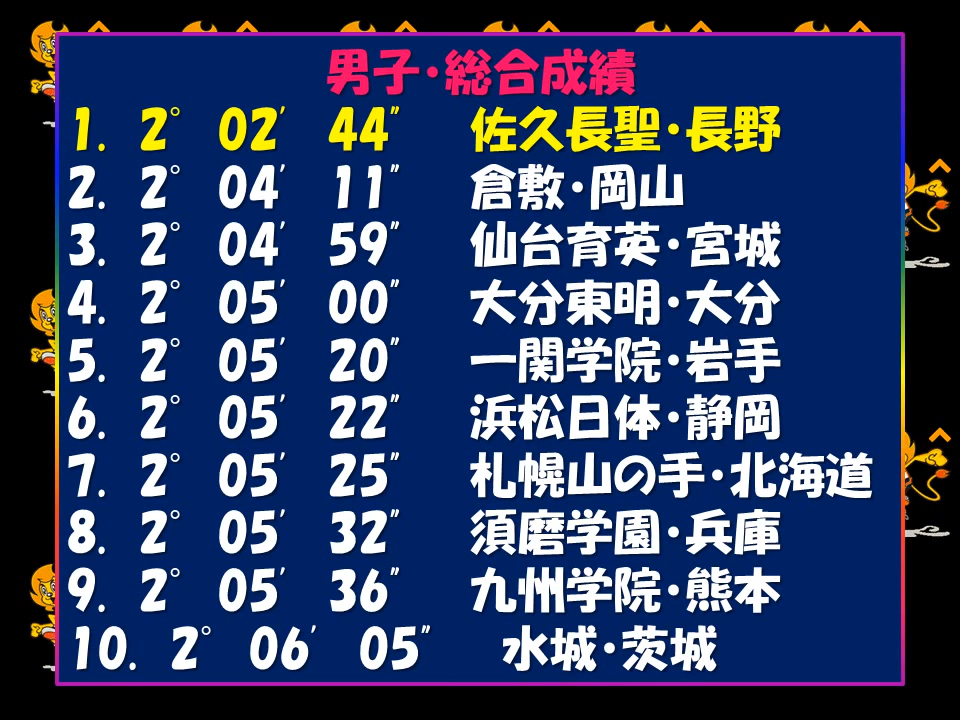 男子・総合成績
1. 2° 02′ 44″ 佐久長聖・長野
2. 2° 04′ 11″ 倉敷・岡山
3. 2° 04′ 59″ 仙台育英・宮城
4. 2° 05′ 00″ 大分東明・大分
5. 2° 05′ 20″ 一関学院・岩手
6. 2° 05′ 22″ 浜松日体・静岡
7. 2° 05′ 25″ 札幌山の手・北海道
8. 2° 05′ 32″ 須磨学園・兵庫
9. 2° 05′ 36″ 九州学院・熊本
10. 2° 06′ 05″ 水城・茨城